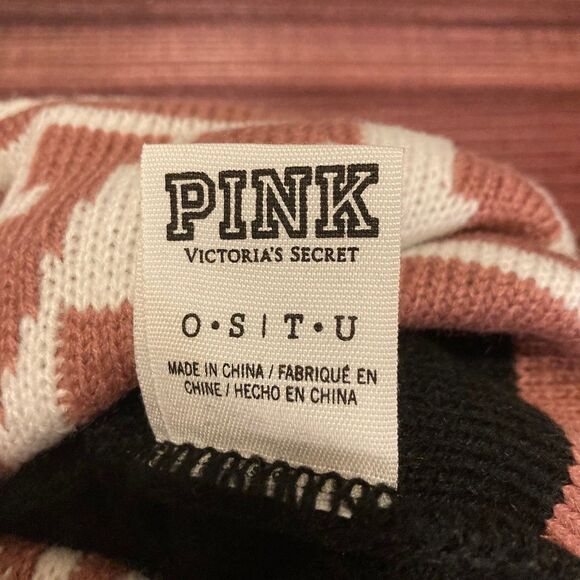 PINK
VICTORIA'S SECRET
O•S | T•U
MADE IN CHINA / FABRIQUÉ EN
CHINE / HECHO EN CHINA